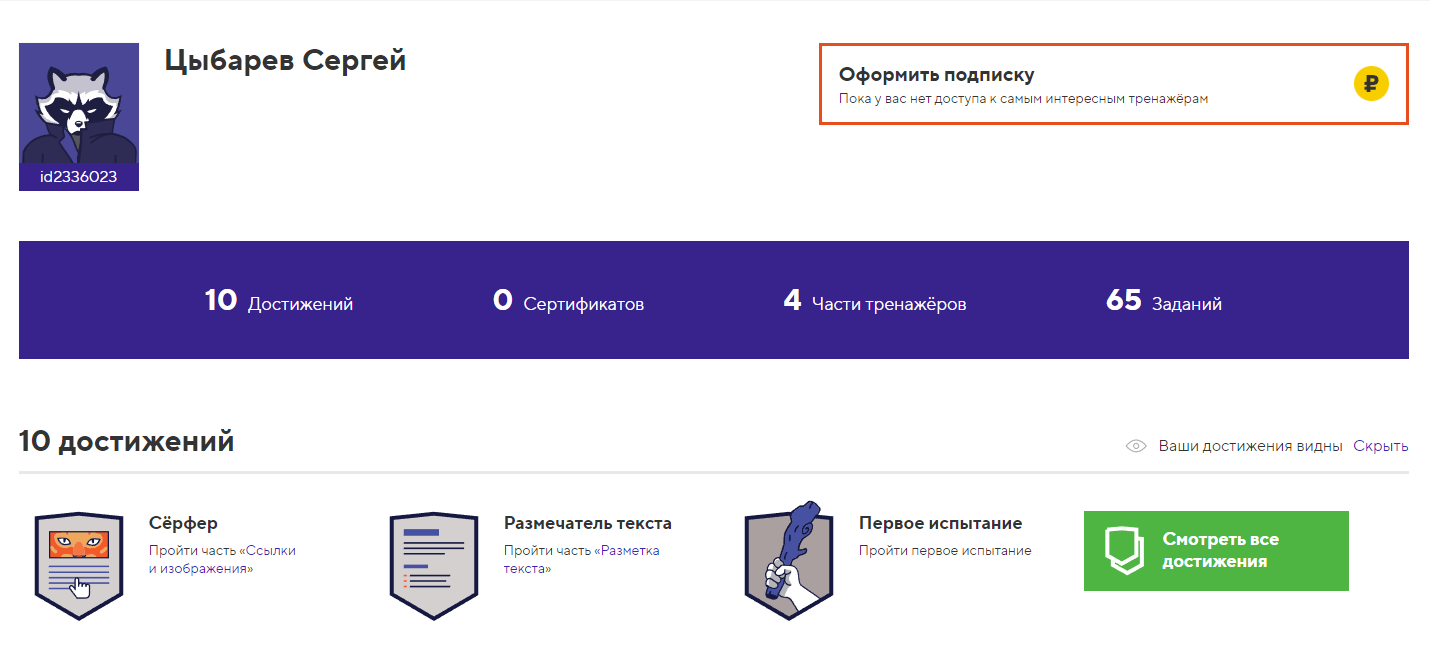 Цыбарев Сергей
id2336023
Оформить подписку
Пока у вас нет доступа к самым интересным тренажёрам
₽
10 Достижений
0 Сертификатов
4 Части тренажёров
65 Заданий
10 достижений
Ваши достижения видны Скрыть
Сёрфер
Пройти часть «Ссылки
и изображения»
Размечатель текста
Пройти часть «Разметка
текста»
Первое испытание
Пройти первое испытание
Смотреть все
достижения